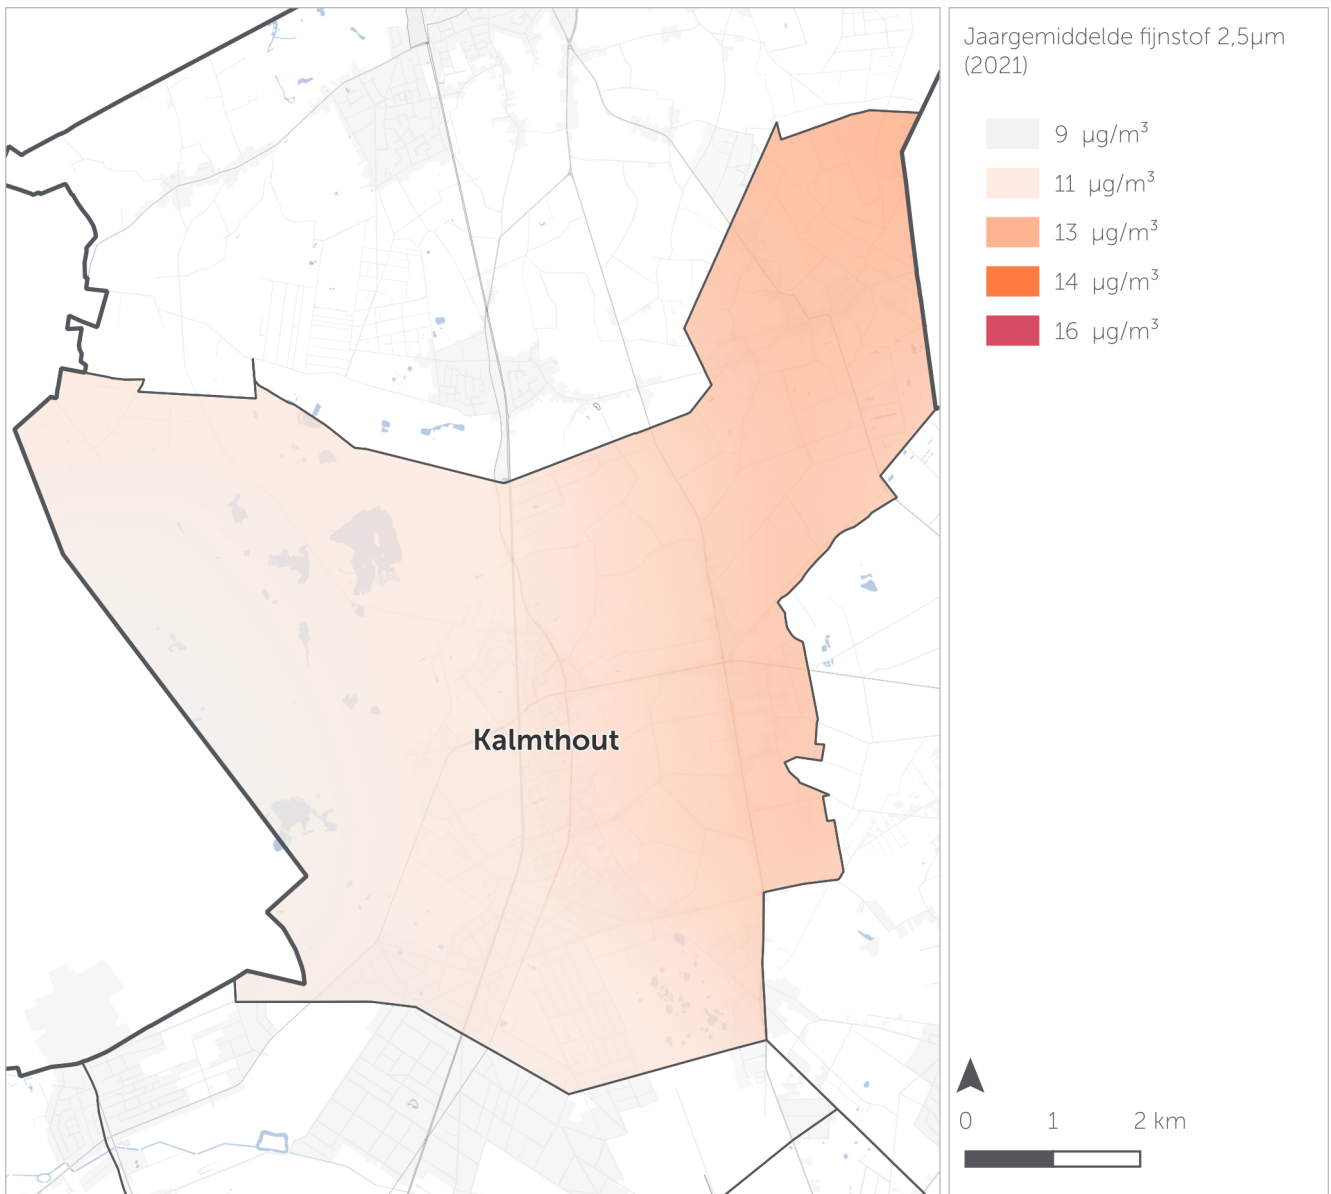 Jaargemiddelde fijnstof 2,5µm
(2021)
9 µg/m³
11 µg/m³
13 µg/m³
14 µg/m³
16 µg/m³
Kalmthout
0 1 2 km